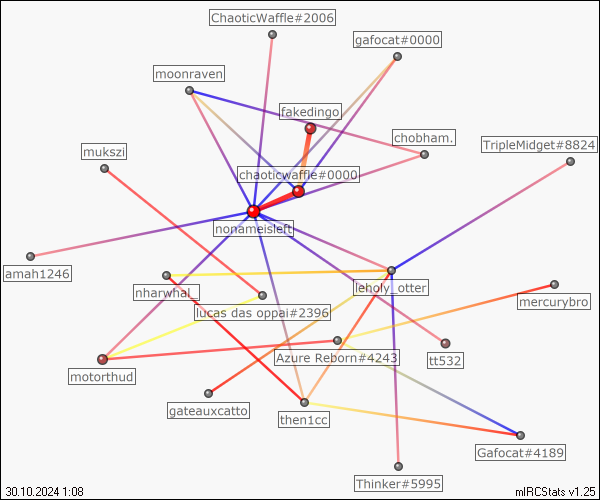 ChaoticWaffle#2006
gafocat#0000
moonraven
fakedingo
chobham.
TripleMidget#8824
mukszi
chaoticwaffle#0000
nonameisleft
amah1246
nharwhal_
leholy_otter
lucas das oppai#2396
mercurybro
Azure Reborn#4243
tt532
motorthud
gateauxcatto
then1cc
Gafocat#4189
Thinker#5995
30.10.2024 1:08
mIRCStats v1.25